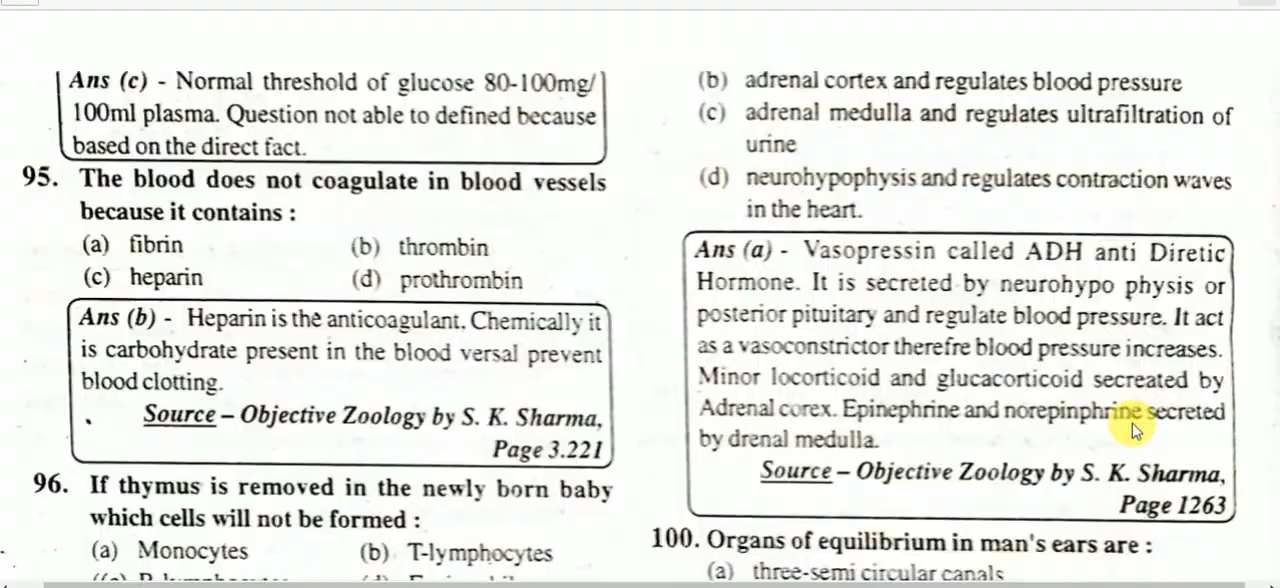 Ans (c) - Normal threshold of glucose 80-100mg/
100ml plasma. Question not able to defined because
based on the direct fact.
95. The blood does not coagulate in blood vessels
because it contains :
(a) fibrin (b) thrombin
(c) heparin (d) prothrombin
Ans (b) - Heparin is the anticoagulant. Chemically it
is carbohydrate present in the blood versal prevent
blood clotting.
Source – Objective Zoology by S. K. Sharma,
Page 3.221
96. If thymus is removed in the newly born baby
which cells will not be formed :
(a) Monocytes (b) T-lymphocytes
(b) adrenal cortex and regulates blood pressure
(c) adrenal medulla and regulates ultrafiltration of
urine
(d) neurohypophysis and regulates contraction waves
in the heart.
Ans (a) - Vasopressin called ADH anti Diretic
Hormone. It is secreted by neurohypo physis or
posterior pituitary and regulate blood pressure. It act
as a vasoconstrictor therefre blood pressure increases.
Minor locorticoid and glucacorticoid secreated by
Adrenal corex. Epinephrine and norepinphrine secreted
by drenal medulla.
Source – Objective Zoology by S. K. Sharma,
Page 1263
100. Organs of equilibrium in man's ears are :
(a) three-semi circular canals